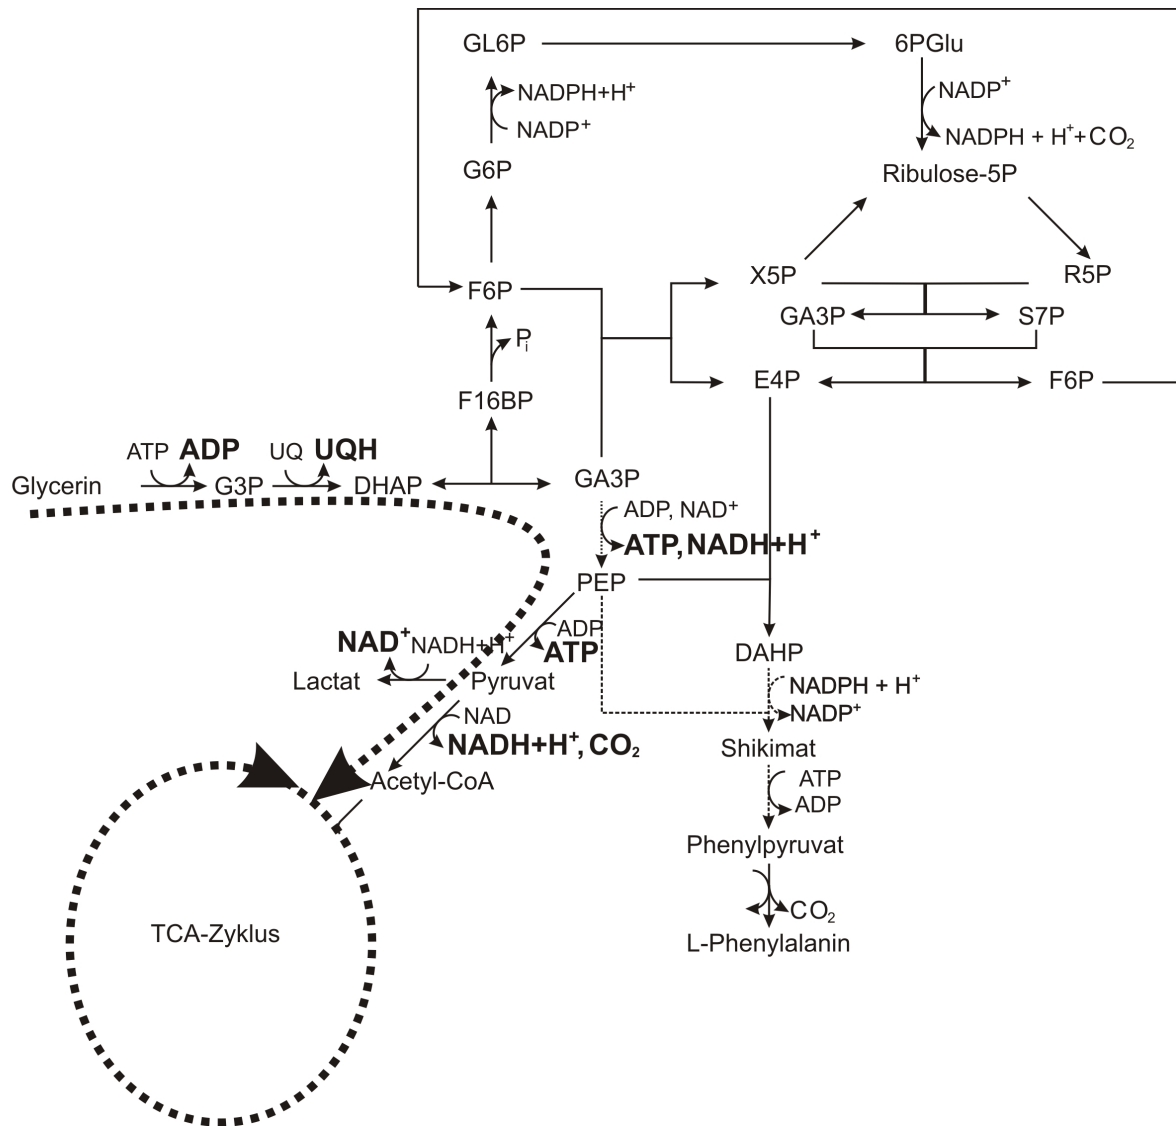 GL6P 6PGlu
NADPH+H⁺ NADP⁺
NADP⁺ NADPH + H⁺+CO₂
G6P Ribulose-5P
F6P X5P R5P
GA3P S7P
Pᵢ
F16BP E4P F6P
ATP ADP UQ UQH
Glycerin G3P DHAP GA3P
ADP, NAD⁺
ATP, NADH+H⁺
PEP
ADP
NAD⁺ NADH+H⁺ ATP DAHP
Lactat Pyruvat NADPH + H⁺
NAD NADP⁺
NADH+H⁺, CO₂ Shikimat
Acetyl-CoA ATP
ADP
Phenylpyruvat
CO₂
TCA-Zyklus L-Phenylalanin